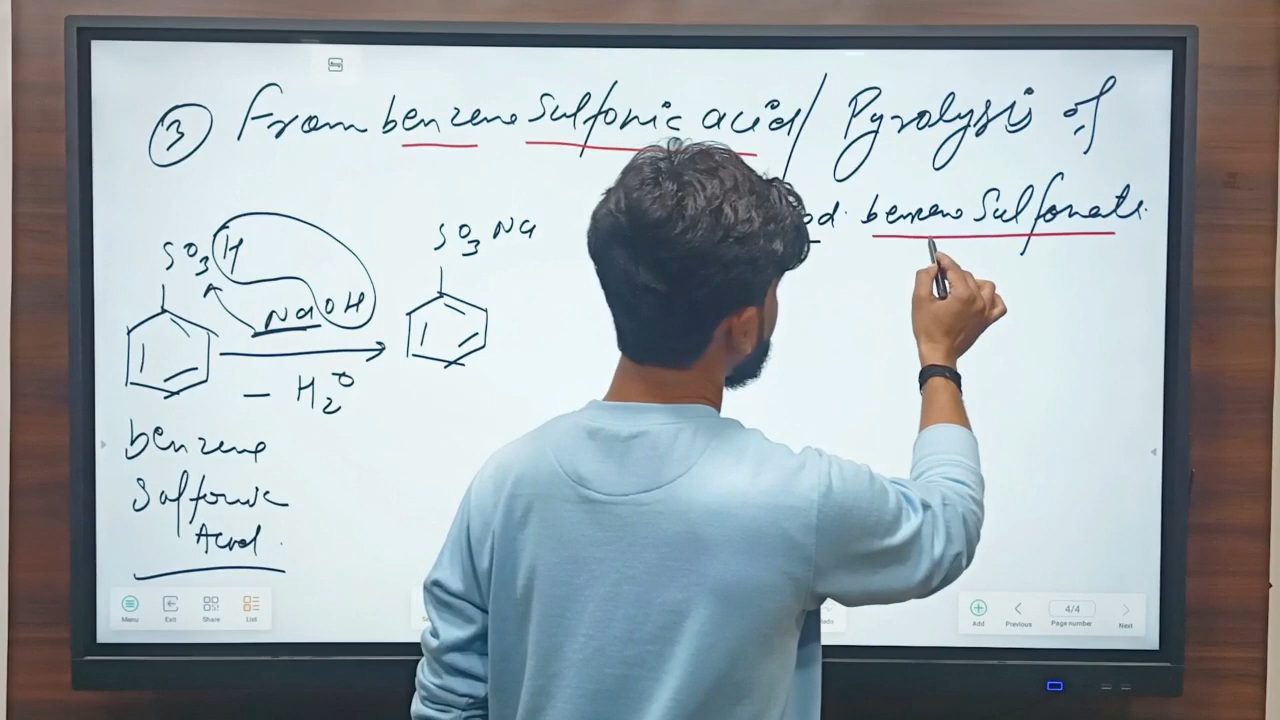 ③ From benzene sulfonic acid/ Pyrolysis of
od. benzene Sulfonate.
SO3H
NaOH
- H2O
SO3Na
benzene
Sulfonic
Acid.
Menu Exit Share List
Add Previous 4/4 Page number Next